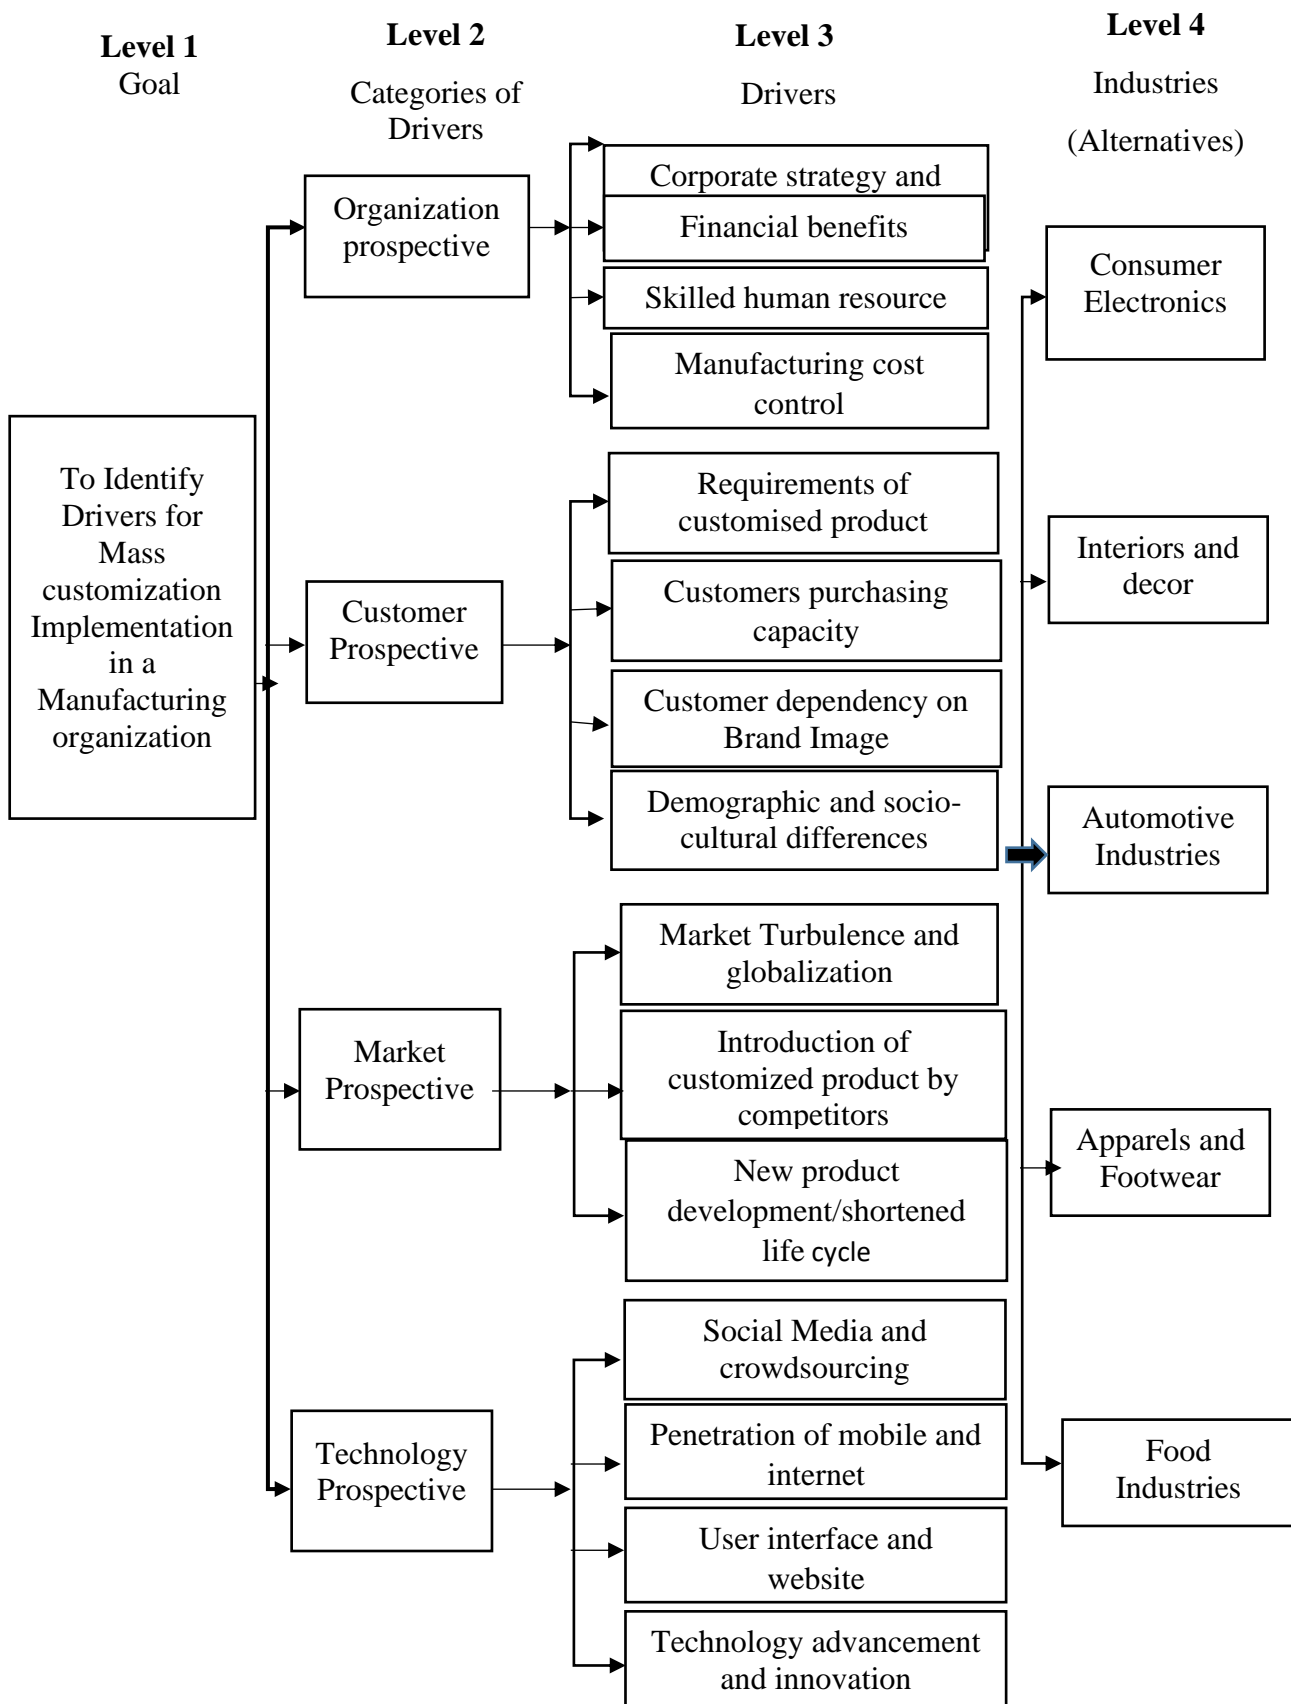 Level 1
Goal
Level 2
Categories of
Drivers
Level 3
Drivers
Level 4
Industries
(Alternatives)
To Identify
Drivers for
Mass
customization
Implementation
in a
Manufacturing
organization
Organization
prospective
Customer
Prospective
Market
Prospective
Technology
Prospective
Corporate strategy and
Financial benefits
Skilled human resource
Manufacturing cost
control
Requirements of
customised product
Customers purchasing
capacity
Customer dependency on
Brand Image
Demographic and socio-
cultural differences
Market Turbulence and
globalization
Introduction of
customized product by
competitors
New product
development/shortened
life cycle
Social Media and
crowdsourcing
Penetration of mobile and
internet
User interface and
website
Technology advancement
and innovation
Consumer
Electronics
Interiors and
decor
Automotive
Industries
Apparels and
Footwear
Food
Industries